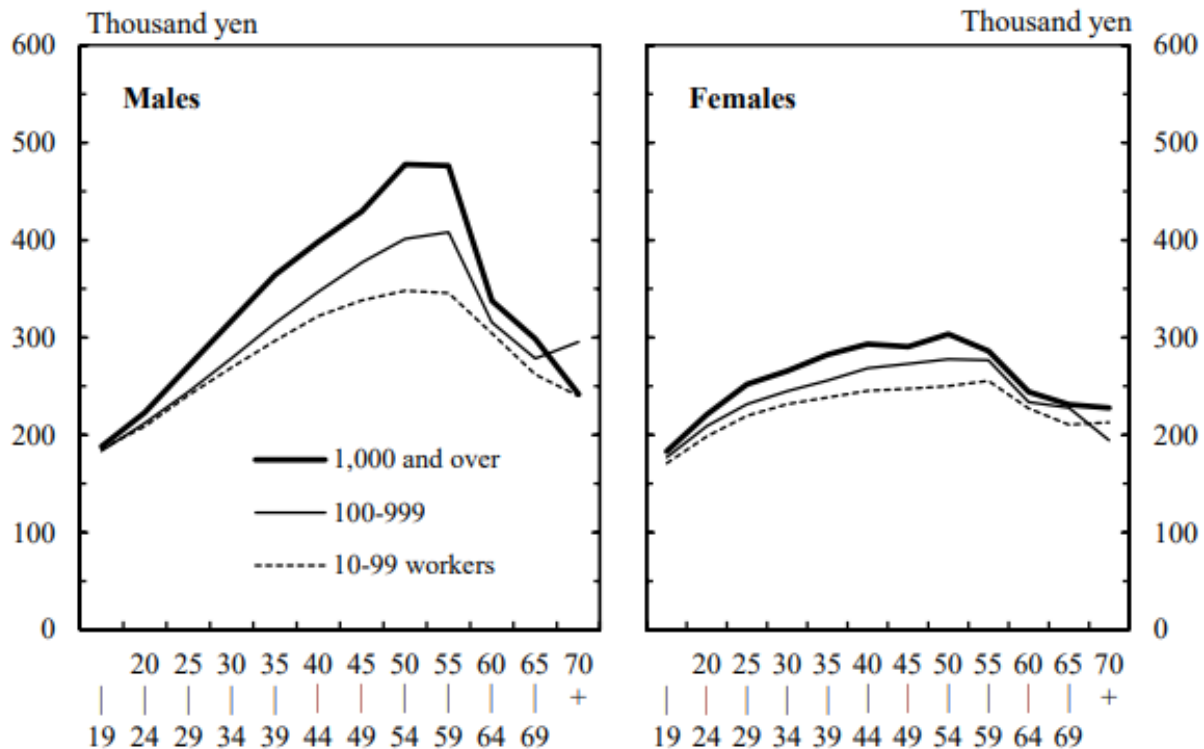 Thousand yen
Thousand yen
600
500
400
300
200
100
0
Males
1,000 and over
100-999
10-99 workers
20 25 30 35 40 45 50 55 60 65 70
| | | | | | | | | | | +
19 24 29 34 39 44 49 54 59 64 69
Females
600
500
400
300
200
100
0
20 25 30 35 40 45 50 55 60 65 70
| | | | | | | | | | | +
19 24 29 34 39 44 49 54 59 64 69